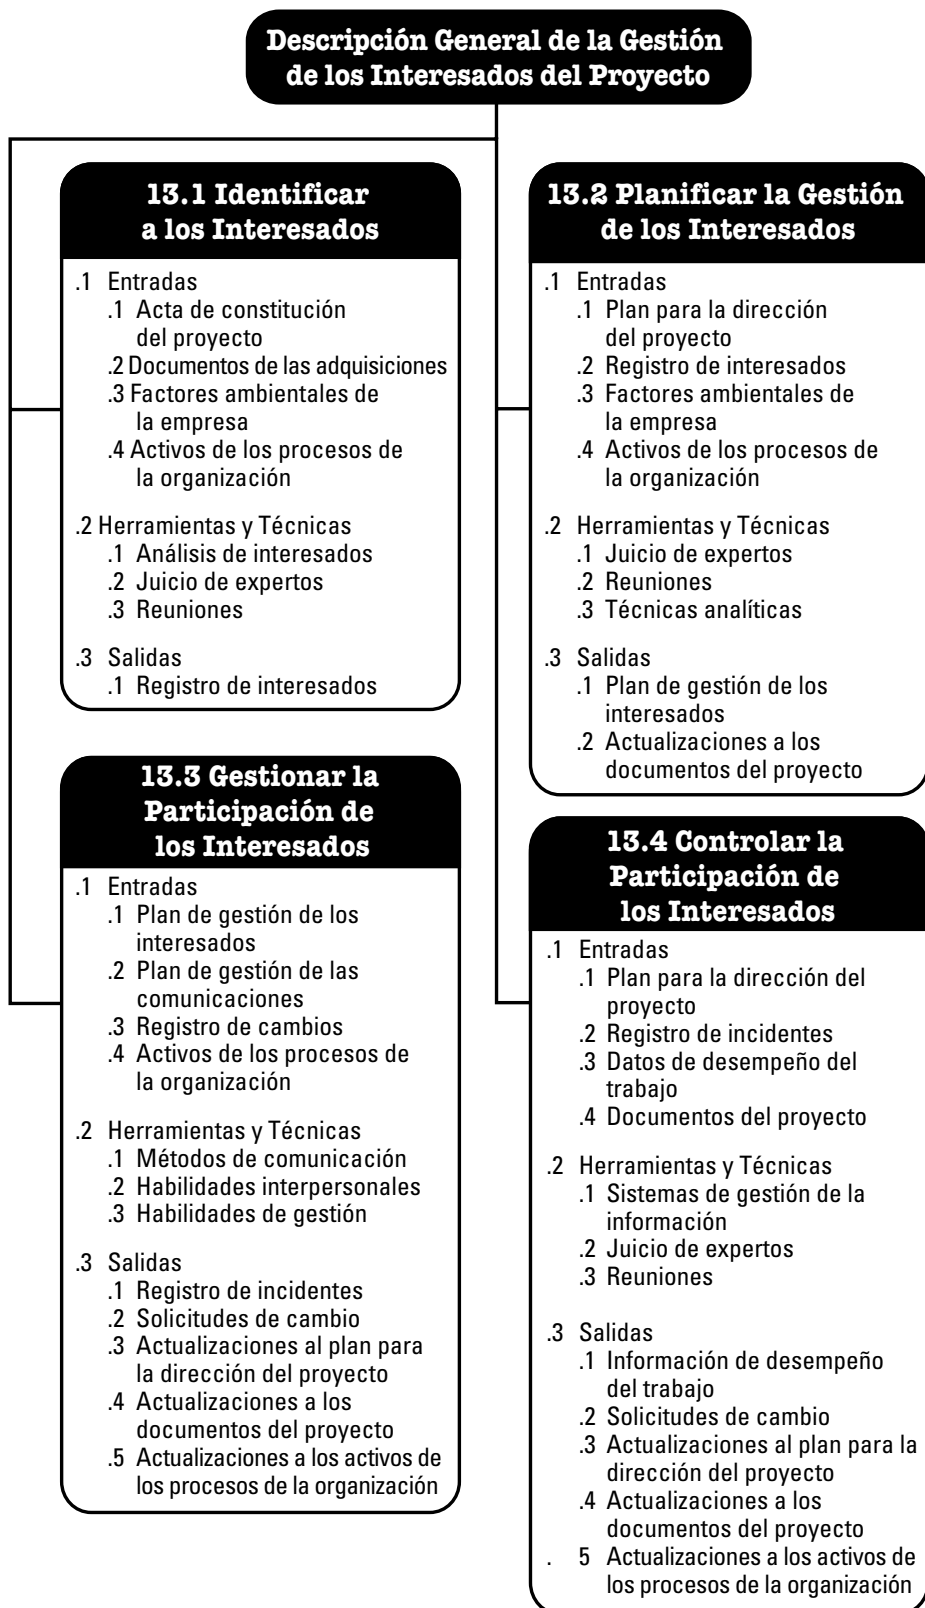 Descripción General de la Gestión
de los Interesados del Proyecto
13.1 Identificar
a los Interesados
.1 Entradas
.1 Acta de constitución
del proyecto
.2 Documentos de las adquisiciones
.3 Factores ambientales de
la empresa
.4 Activos de los procesos de
la organización
.2 Herramientas y Técnicas
.1 Análisis de interesados
.2 Juicio de expertos
.3 Reuniones
.3 Salidas
.1 Registro de interesados
13.2 Planificar la Gestión
de los Interesados
.1 Entradas
.1 Plan para la dirección
del proyecto
.2 Registro de interesados
.3 Factores ambientales de
la empresa
.4 Activos de los procesos de
la organización
.2 Herramientas y Técnicas
.1 Juicio de expertos
.2 Reuniones
.3 Técnicas analíticas
.3 Salidas
.1 Plan de gestión de los
interesados
.2 Actualizaciones a los
documentos del proyecto
13.3 Gestionar la
Participación de
los Interesados
.1 Entradas
.1 Plan de gestión de los
interesados
.2 Plan de gestión de las
comunicaciones
.3 Registro de cambios
.4 Activos de los procesos de
la organización
.2 Herramientas y Técnicas
.1 Métodos de comunicación
.2 Habilidades interpersonales
.3 Habilidades de gestión
.3 Salidas
.1 Registro de incidentes
.2 Solicitudes de cambio
.3 Actualizaciones al plan para
la dirección del proyecto
.4 Actualizaciones a los
documentos del proyecto
.5 Actualizaciones a los activos de
los procesos de la organización
13.4 Controlar la
Participación de
los Interesados
.1 Entradas
.1 Plan para la dirección del
proyecto
.2 Registro de incidentes
.3 Datos de desempeño del
trabajo
.4 Documentos del proyecto
.2 Herramientas y Técnicas
.1 Sistemas de gestión de la
información
.2 Juicio de expertos
.3 Reuniones
.3 Salidas
.1 Información de desempeño
del trabajo
.2 Solicitudes de cambio
.3 Actualizaciones al plan para la
dirección del proyecto
.4 Actualizaciones a los
documentos del proyecto
. 5 Actualizaciones a los activos de
los procesos de la organización